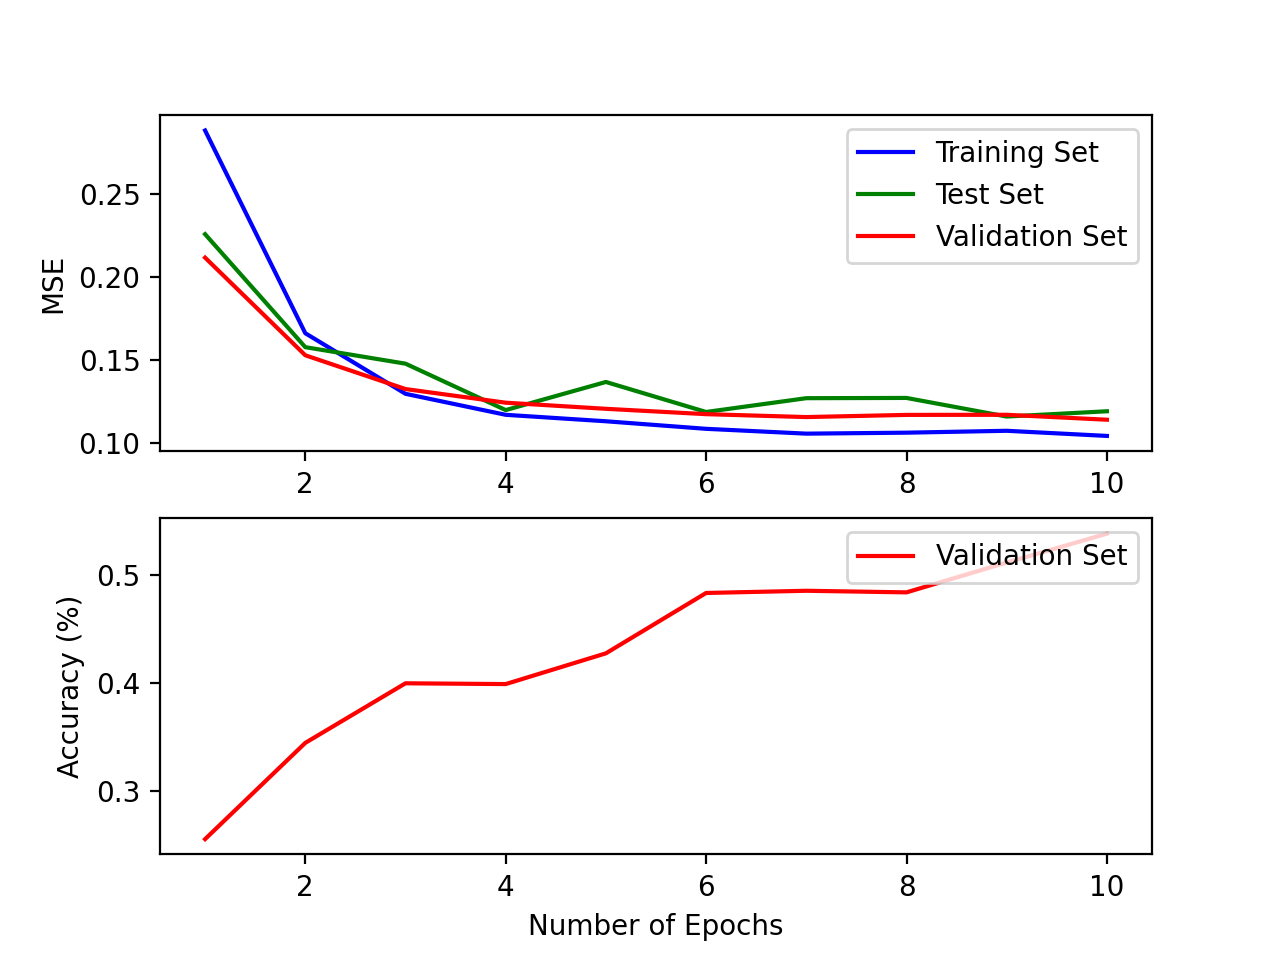 MSE
0.25
0.20
0.15
0.10
Training Set
Test Set
Validation Set
2 4 6 8 10
Accuracy (%)
0.5
0.4
0.3
Validation Set
2 4 6 8 10
Number of Epochs